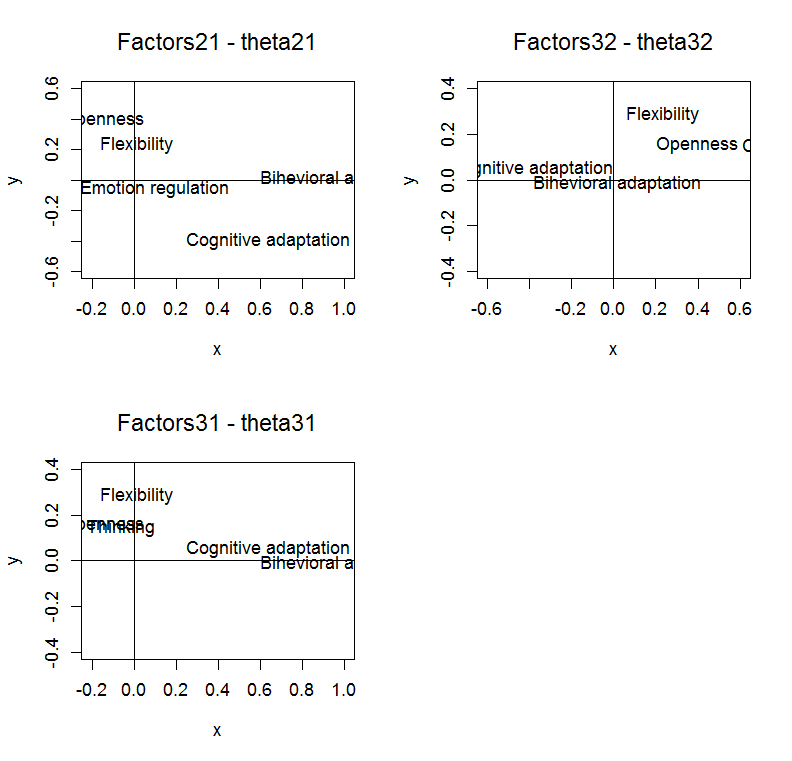 Factors21 - theta21
0.6
0.2
-0.2
-0.6
y
penness
Flexibility
Emotion regulation
Bihevioral a
Cognitive adaptation
-0.2 0.0 0.2 0.4 0.6 0.8 1.0
x
Factors32 - theta32
0.4
0.2
0.0
-0.2
-0.4
y
Flexibility
Openness
gnitive adaptation
Bihevioral adaptation
-0.6 -0.2 0.0 0.2 0.4 0.6
x
Factors31 - theta31
0.4
0.2
0.0
-0.2
-0.4
y
Flexibility
penness
Thinking
Cognitive adaptation
Bihevioral a
-0.2 0.0 0.2 0.4 0.6 0.8 1.0
x